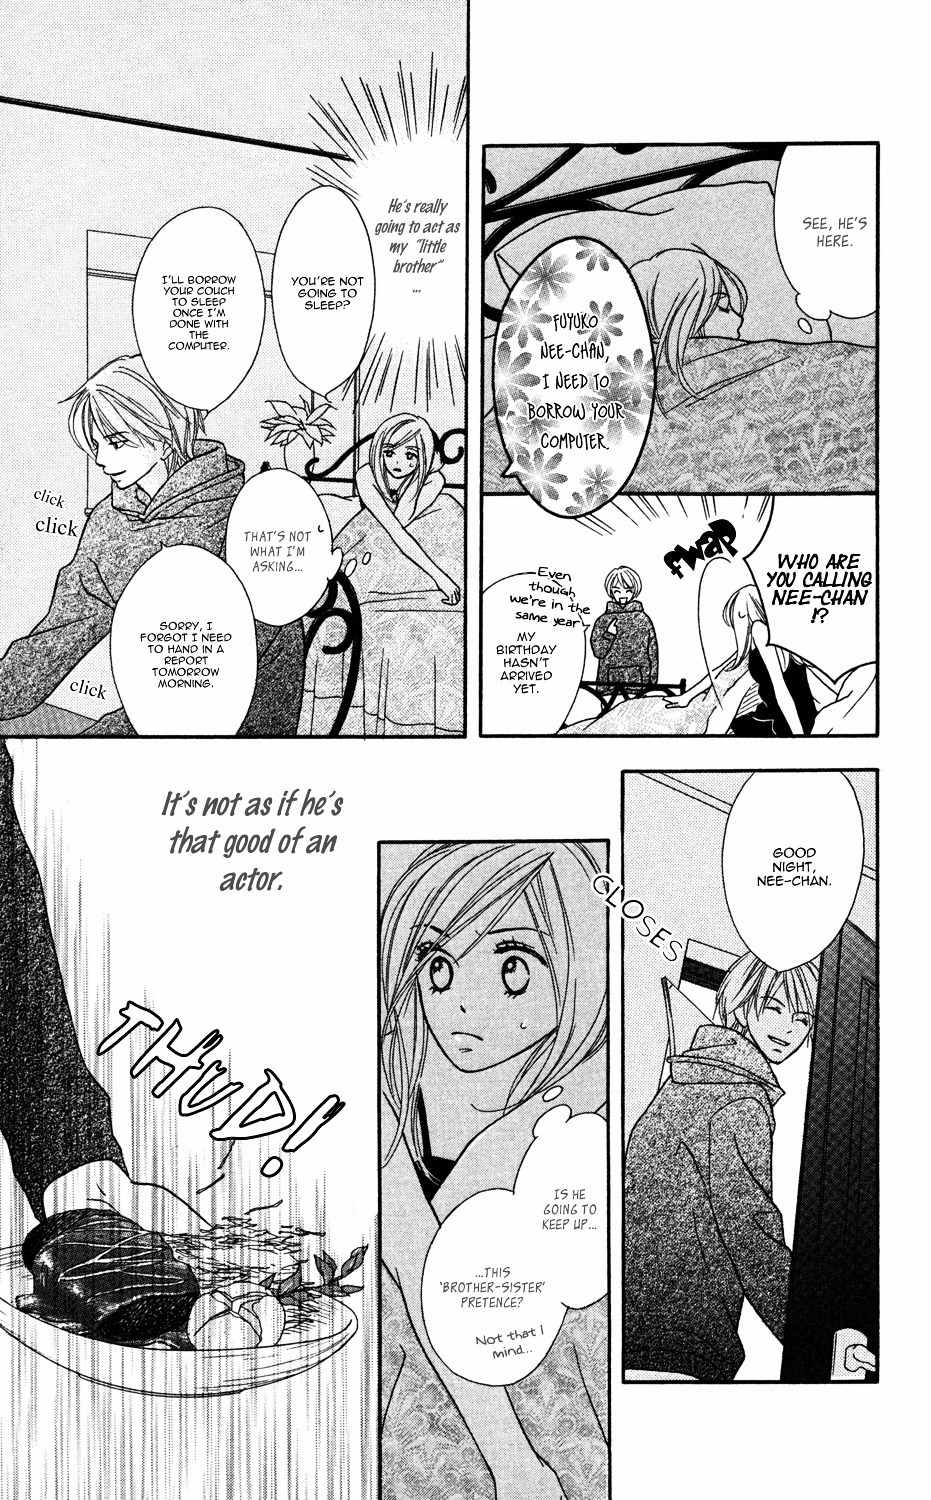 SEE, HE'S
HERE.
FUYUKO
NEE-CHAN,
I NEED TO
BORROW YOUR
COMPUTER.
fwap
WHO ARE
YOU CALLING
NEE-CHAN
!?
Even
though
we're in the
same year
MY
BIRTHDAY
HASN'T
ARRIVED
YET.
He's really
going to act as
my "little
brother"
...
YOU'RE NOT
GOING TO
SLEEP?
I'LL BORROW
YOUR COUCH
TO SLEEP
ONCE I'M
DONE WITH
THE
COMPUTER.
click
click
THAT'S NOT
WHAT I'M
ASKING...
SORRY, I
FORGOT I NEED
TO HAND IN A
REPORT
TOMORROW
MORNING.
click
GOOD
NIGHT,
NEE-CHAN.
CLOSES
IS HE
GOING TO
KEEP UP...
...THIS
'BROTHER-SISTER'
PRETENCE?
Not that I
mind...
It's not as if he's
that good of an
actor.
THUD!